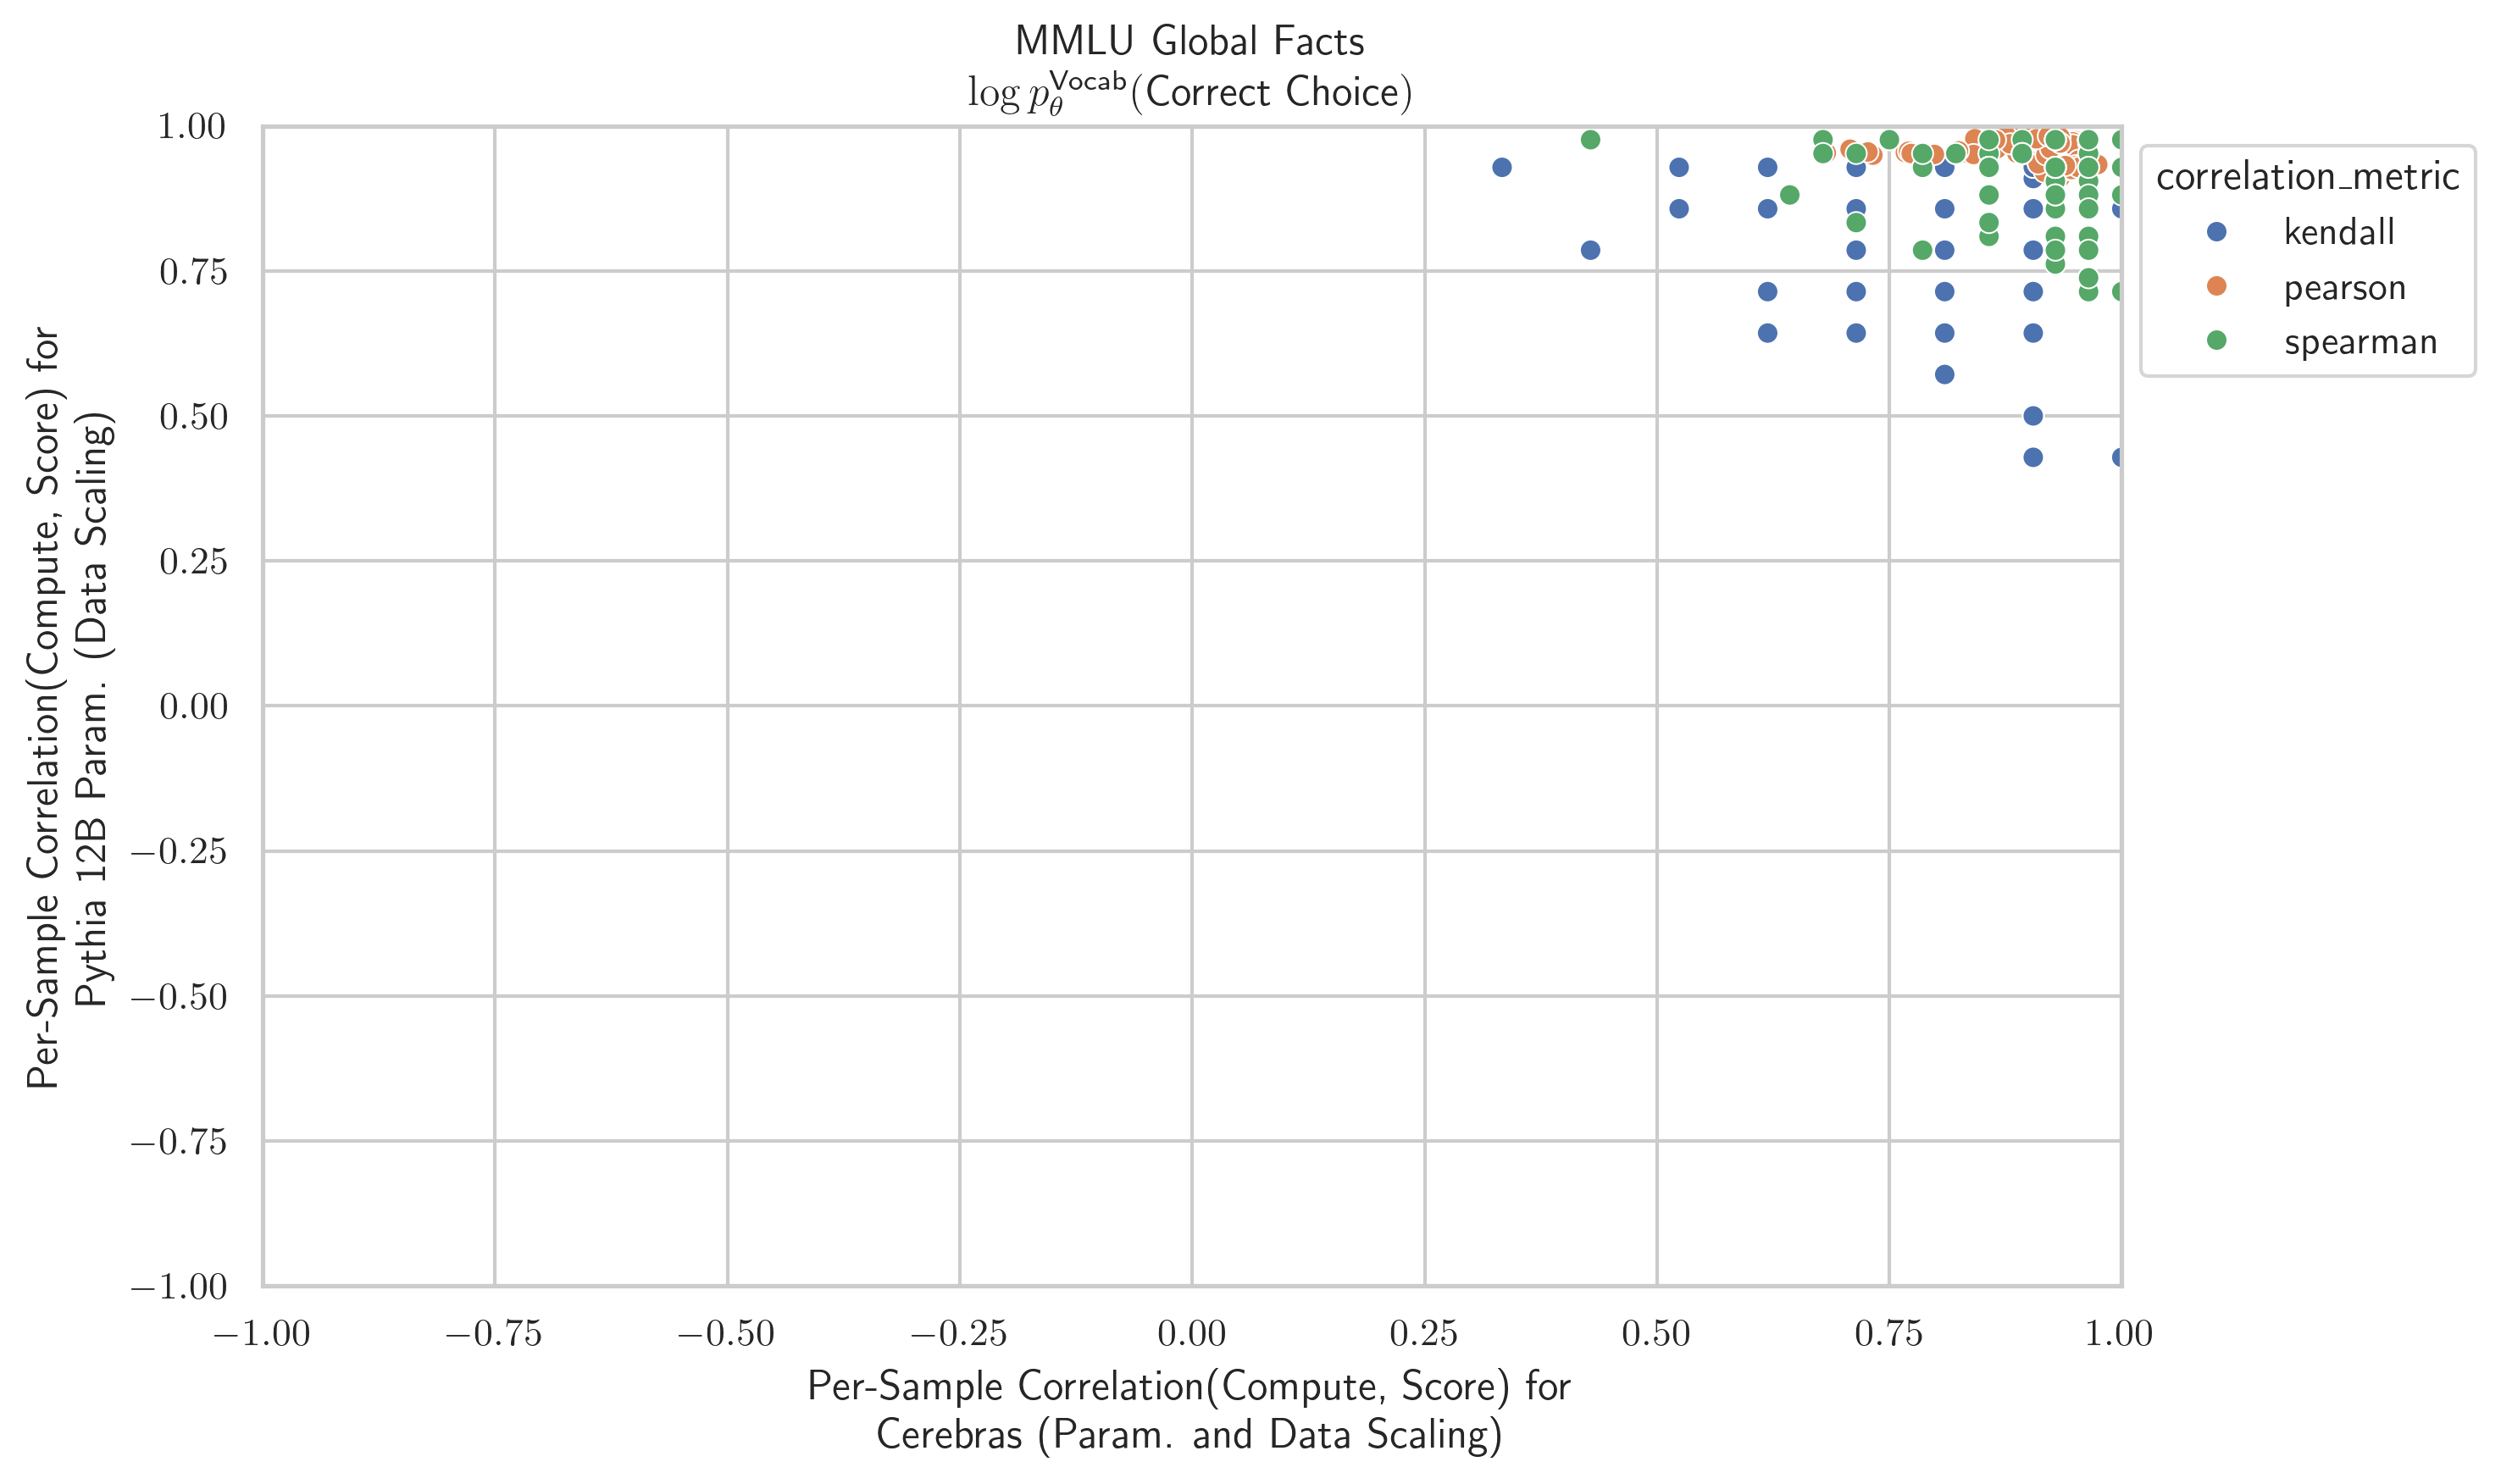 MMLU Global Facts
log p_θ^Vocab(Correct Choice)
Per-Sample Correlation(Compute, Score) for
Pythia 12B Param. (Data Scaling)
1.00
0.75
0.50
0.25
0.00
−0.25
−0.50
−0.75
−1.00
−1.00 −0.75 −0.50 −0.25 0.00 0.25 0.50 0.75 1.00
Per-Sample Correlation(Compute, Score) for
Cerebras (Param. and Data Scaling)
correlation_metric
kendall
pearson
spearman